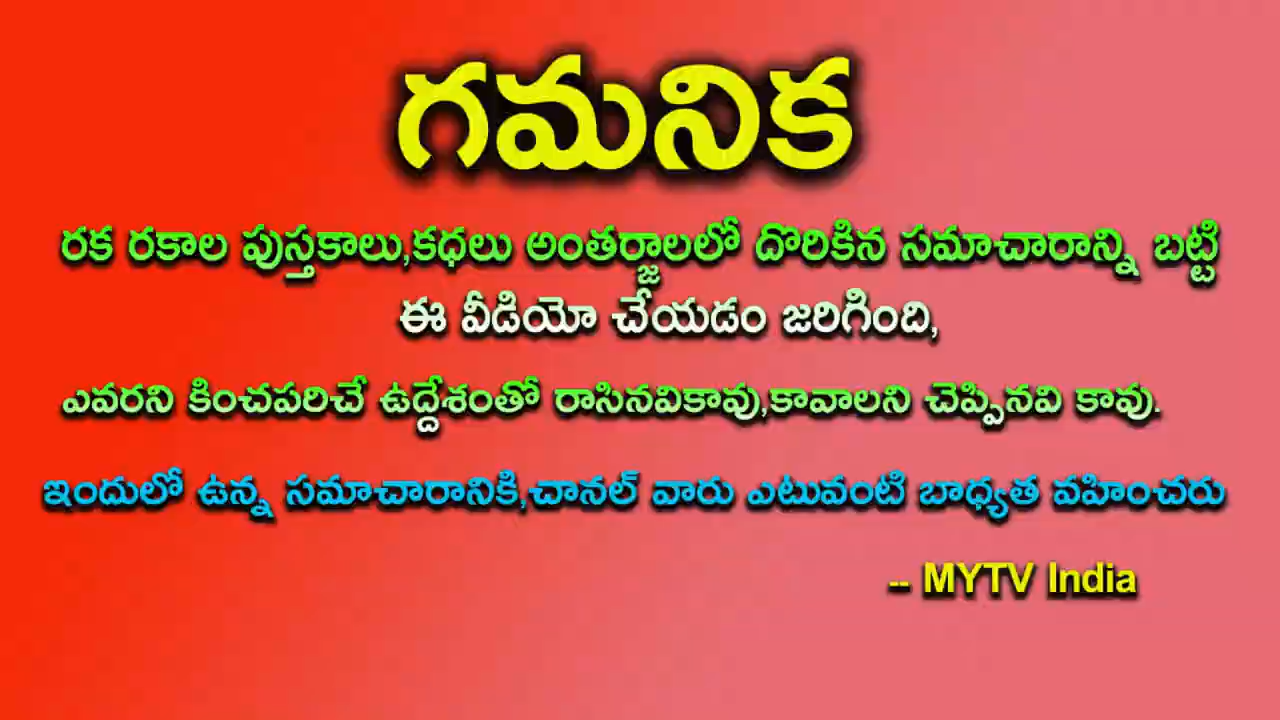 గమనిక
రక రకాల పుస్తకాలు,కధలు అంతర్జాలలో దొరికిన సమాచారాన్ని బట్టి
ఈ వీడియో చేయడం జరిగింది,
ఎవరని కించపరిచే ఉద్దేశంతో రాసినవికావు,కావాలని చెప్పినవి కావు.
ఇందులో ఉన్న సమాచారానికి,చానల్ వారు ఎటువంటి బాధ్యత వహించరు
-- MYTV India